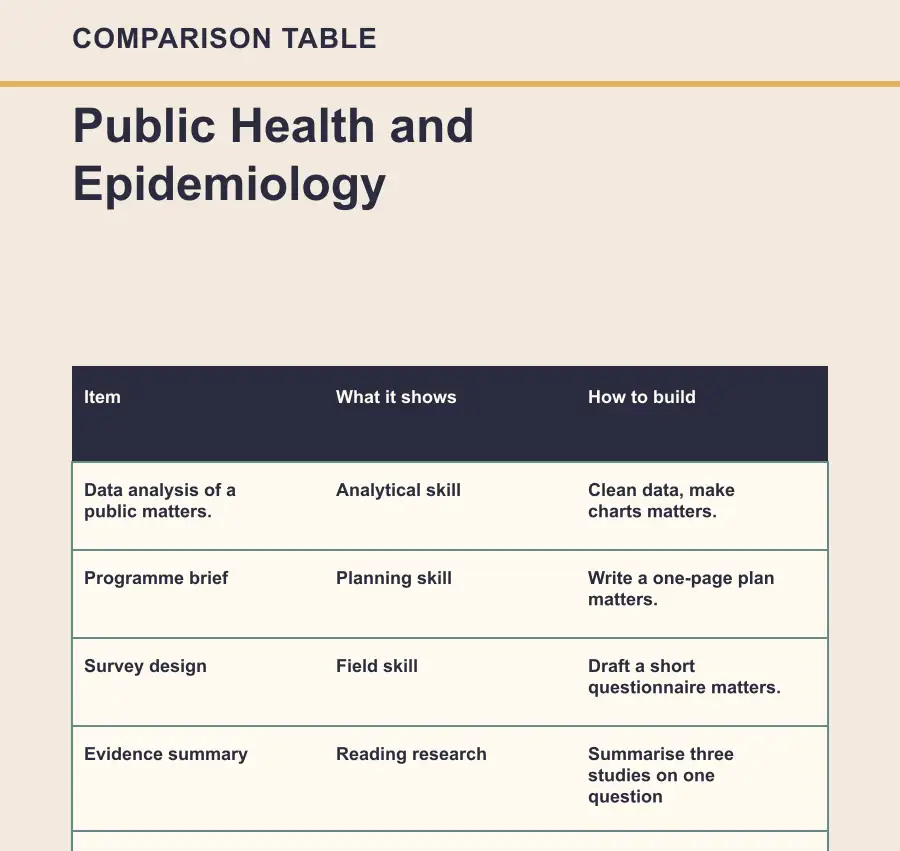 COMPARISON TABLE
Public Health and
Epidemiology
Item
What it shows
How to build
Data analysis of a
public matters.
Analytical skill
Clean data, make
charts matters.
Programme brief
Planning skill
Write a one-page plan
matters.
Survey design
Field skill
Draft a short
questionnaire matters.
Evidence summary
Reading research
Summarise three
studies on one
question